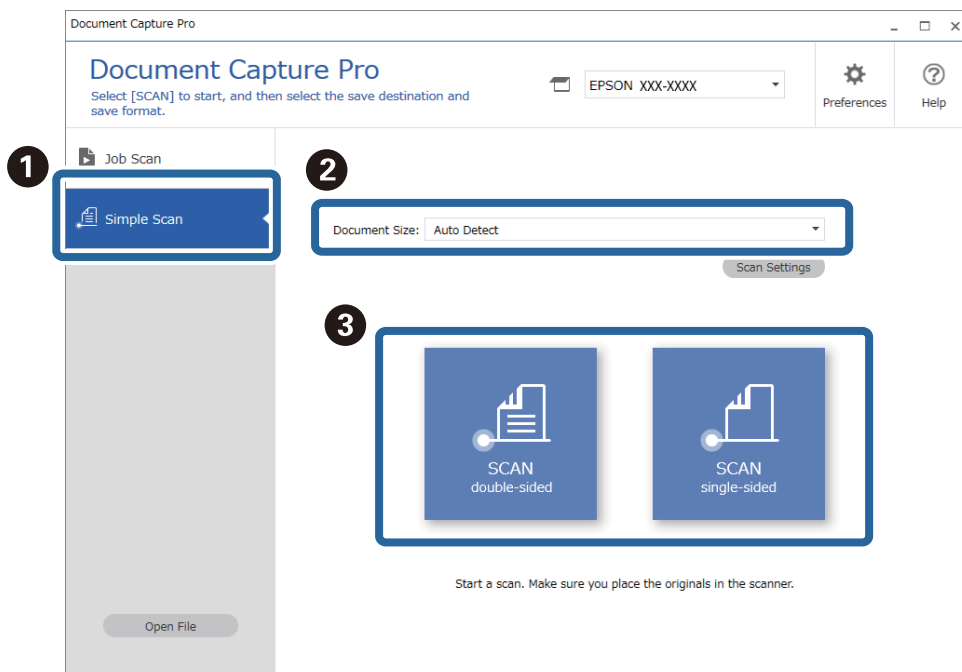 Document Capture Pro
Document Capture Pro
Select [SCAN] to start, and then select the save destination and
save format.
EPSON XXX-XXXX
Preferences
Help
1
Job Scan
Simple Scan
2
Document Size: Auto Detect
Scan Settings
3
SCAN
double-sided
SCAN
single-sided
Start a scan. Make sure you place the originals in the scanner.
Open File